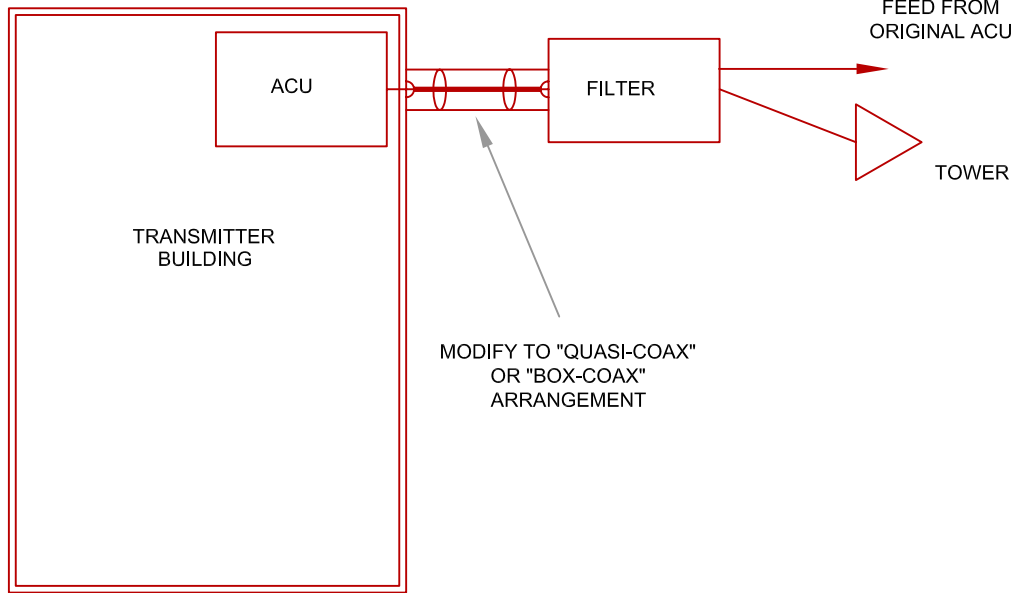 FEED FROM
ORIGINAL ACU
ACU
FILTER
TOWER
TRANSMITTER
BUILDING
MODIFY TO "QUASI-COAX"
OR "BOX-COAX"
ARRANGEMENT